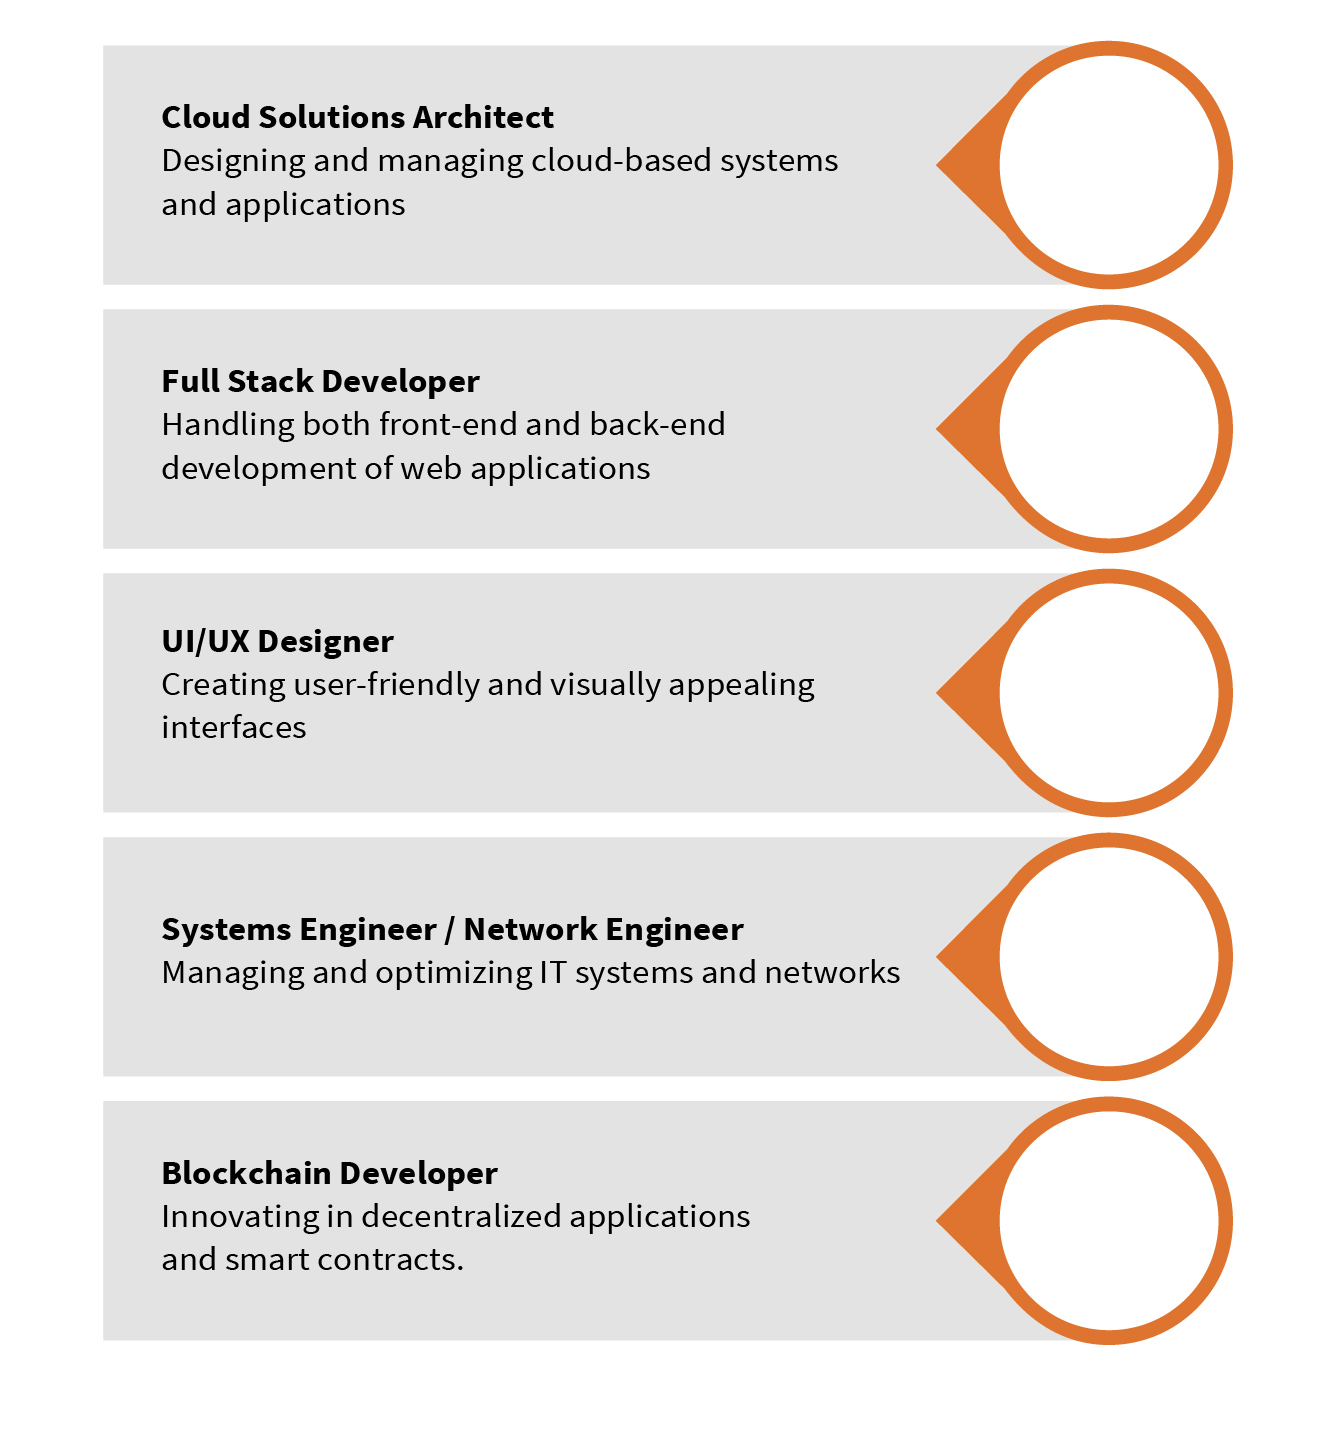 Cloud Solutions Architect
Designing and managing cloud-based systems
and applications
Full Stack Developer
Handling both front-end and back-end
development of web applications
UI/UX Designer
Creating user-friendly and visually appealing
interfaces
Systems Engineer / Network Engineer
Managing and optimizing IT systems and networks
Blockchain Developer
Innovating in decentralized applications
and smart contracts.